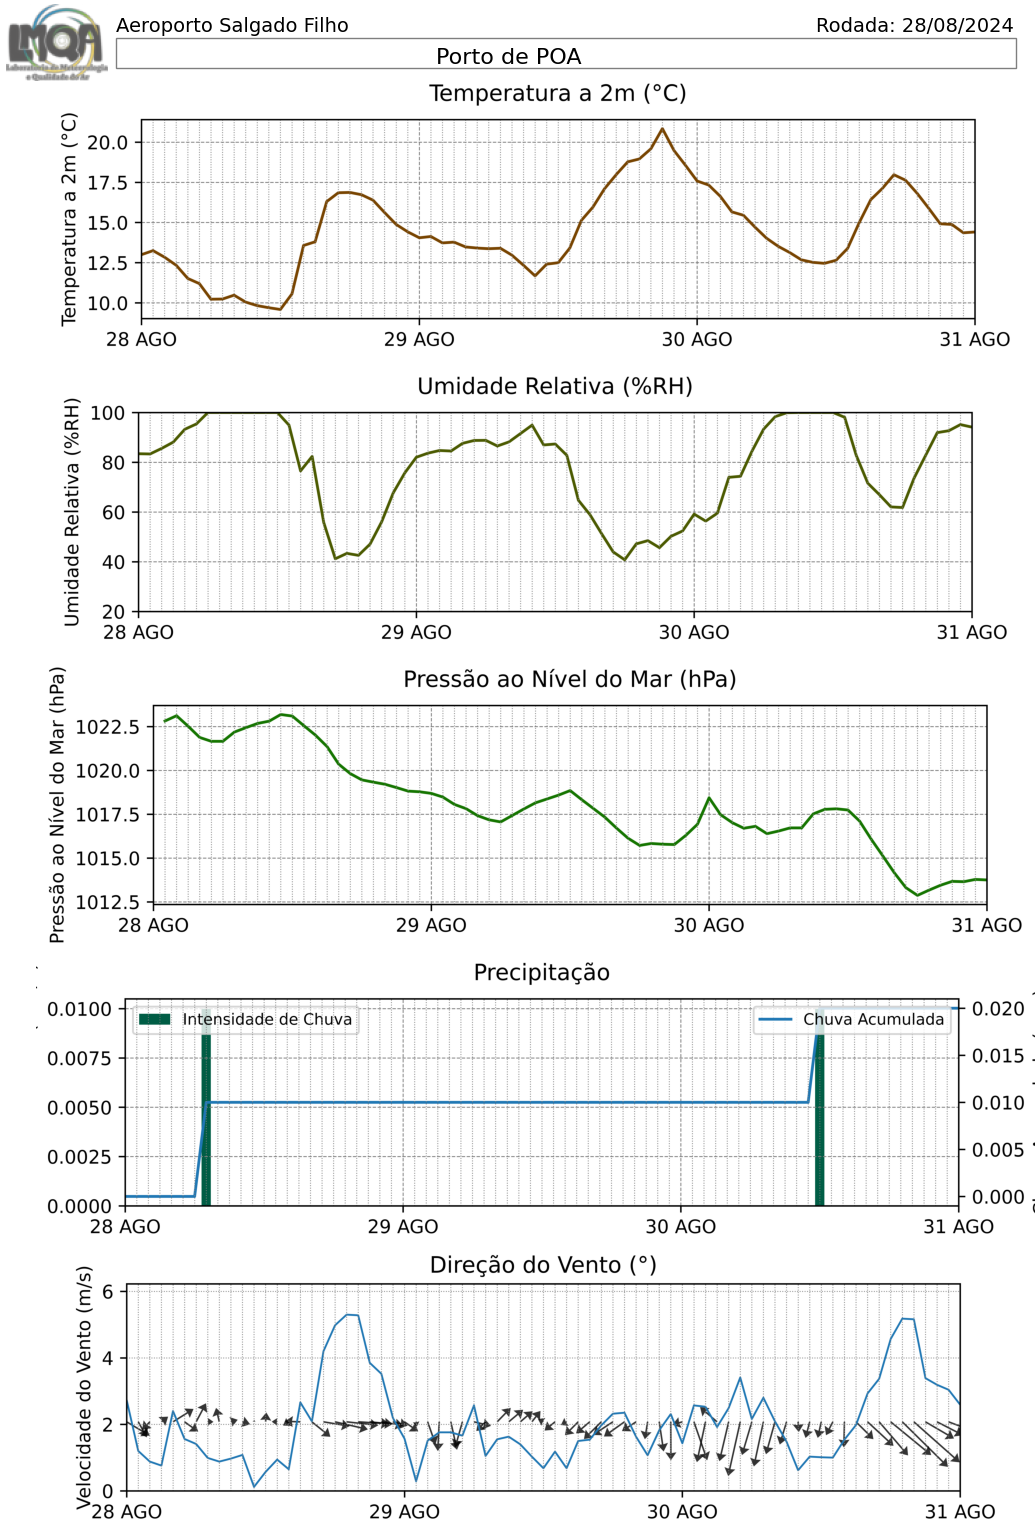 LMQA
Laboratório de Meteorologia
e Qualidade do Ar
Aeroporto Salgado Filho
Rodada: 28/08/2024
Porto de POA
Temperatura a 2m (°C)
Temperatura a 2m (°C)
20.0
17.5
15.0
12.5
10.0
28 AGO 29 AGO 30 AGO 31 AGO
Umidade Relativa (%RH)
Umidade Relativa (%RH)
100
80
60
40
20
28 AGO 29 AGO 30 AGO 31 AGO
Pressão ao Nível do Mar (hPa)
Pressão ao Nível do Mar (hPa)
1022.5
1020.0
1017.5
1015.0
1012.5
28 AGO 29 AGO 30 AGO 31 AGO
Precipitação
Intensidade de Chuva
Chuva Acumulada
0.0100
0.0075
0.0050
0.0025
0.0000
0.020
0.015
0.010
0.005
0.000
28 AGO 29 AGO 30 AGO 31 AGO
Direção do Vento (°)
Velocidade do Vento (m/s)
6
4
2
0
28 AGO 29 AGO 30 AGO 31 AGO